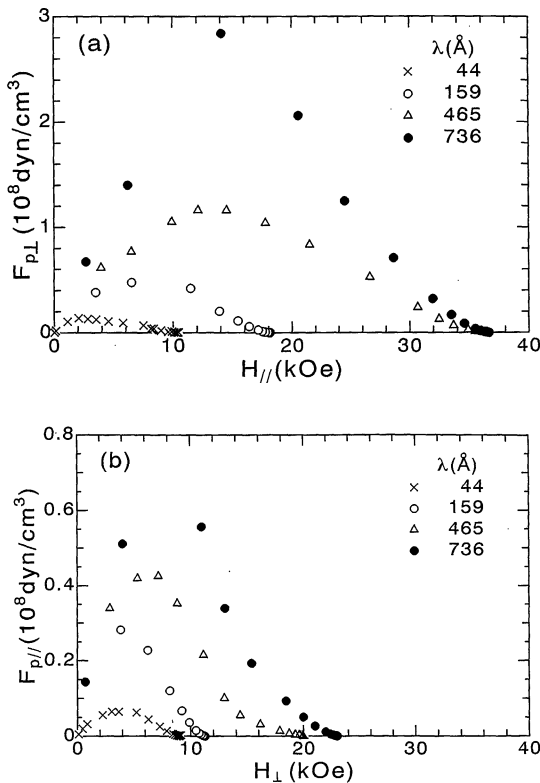 (a)
λ(Å)
× 44
○ 159
△ 465
● 736
3
2
1
0
F_p⊥ (10^8 dyn/cm^3)
0 10 20 30 40
H_// (kOe)
(b)
λ(Å)
× 44
○ 159
△ 465
● 736
0.8
0.6
0.4
0.2
0
F_p// (10^8 dyn/cm^3)
0 10 20 30 40
H_⊥ (kOe)